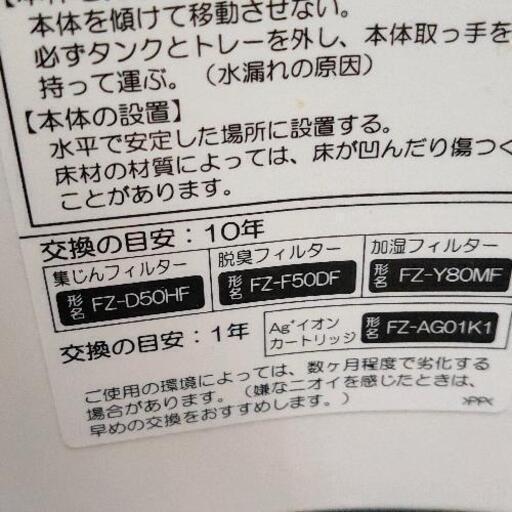 本体を傾けて移動させない。
必ずタンクとトレーを外し、本体取っ手を
持って運ぶ。（水漏れの原因）
【本体の設置】
水平で安定した場所に設置する。
床材の材質によっては、床が凹んだり傷つく
ことがあります。
交換の目安：10年
集じんフィルター
形名 FZ-D50HF
脱臭フィルター
形名 FZ-F50DF
加湿フィルター
形名 FZ-Y80MF
交換の目安：1年
Ag⁺イオン
カートリッジ
形名 FZ-AG01K1
ご使用の環境によっては、数ヶ月程度で劣化する
場合があります。（嫌なニオイを感じたときは、
早めの交換をおすすめします。）
>PP<